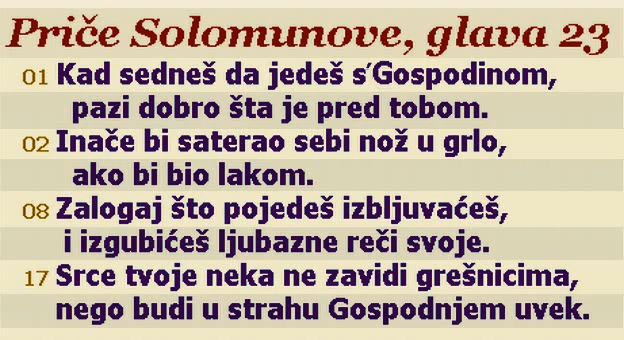 Priče Solomunove, glava 23
01 Kad sedneš da jedeš s'Gospodinom,
pazi dobro šta je pred tobom.
02 Inače bi saterao sebi nož u grlo,
ako bi bio lakom.
08 Zalogaj što pojedeš izbljuvaćeš,
i izgubićeš ljubazne reči svoje.
17 Srce tvoje neka ne zavidi grešnicima,
nego budi u strahu Gospodnjem uvek.